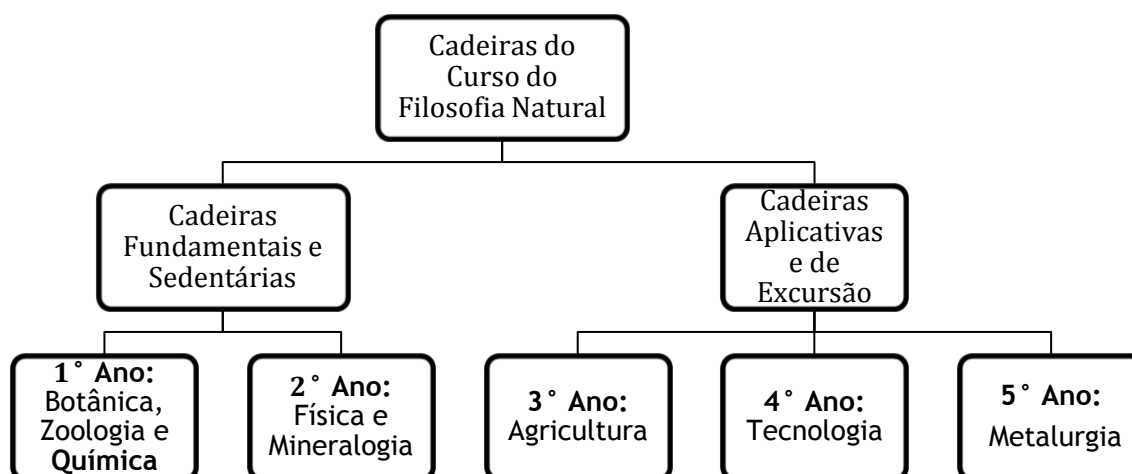 Cadeiras do
Curso do
Filosofia Natural
Cadeiras
Fundamentais e
Sedentárias
Cadeiras
Aplicativas
e de
Excursão
1° Ano:
Botânica,
Zoologia e
Química
2° Ano:
Física e
Mineralogia
3° Ano:
Agricultura
4° Ano:
Tecnologia
5° Ano:
Metalurgia